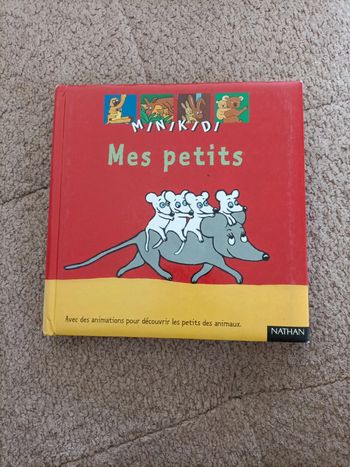 MINIKIDI
Mes petits
Avec des animations pour découvrir les petits des animaux.
NATHAN